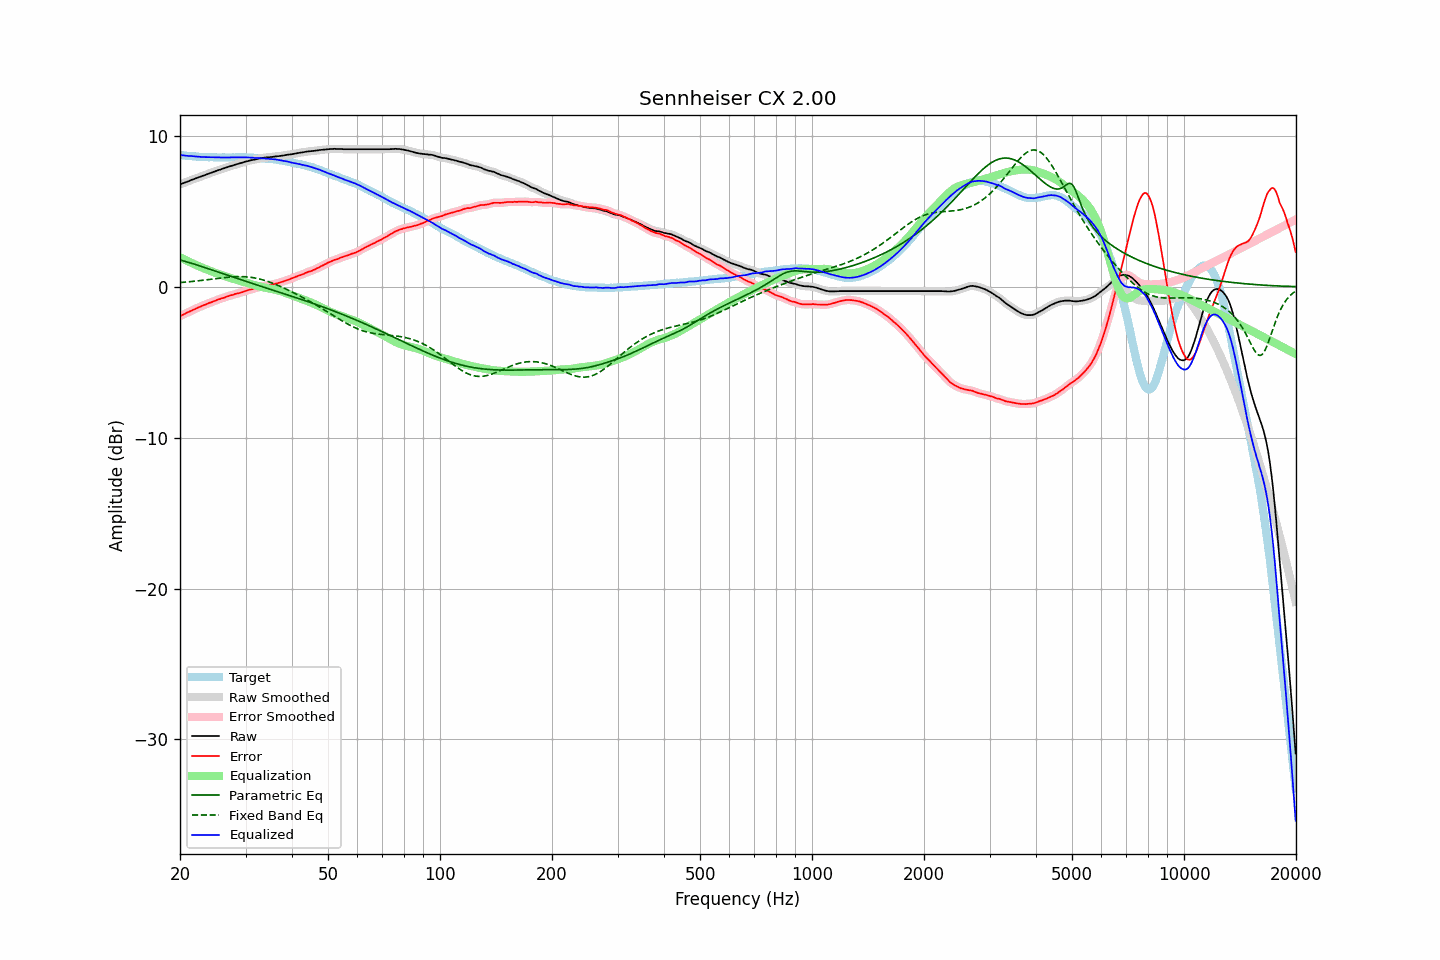 Sennheiser CX 2.00
10
0
−10
−20
−30
Amplitude (dBr)
Target
Raw Smoothed
Error Smoothed
Raw
Error
Equalization
Parametric Eq
Fixed Band Eq
Equalized
20 50 100 200 500 1000 2000 5000 10000 20000
Frequency (Hz)